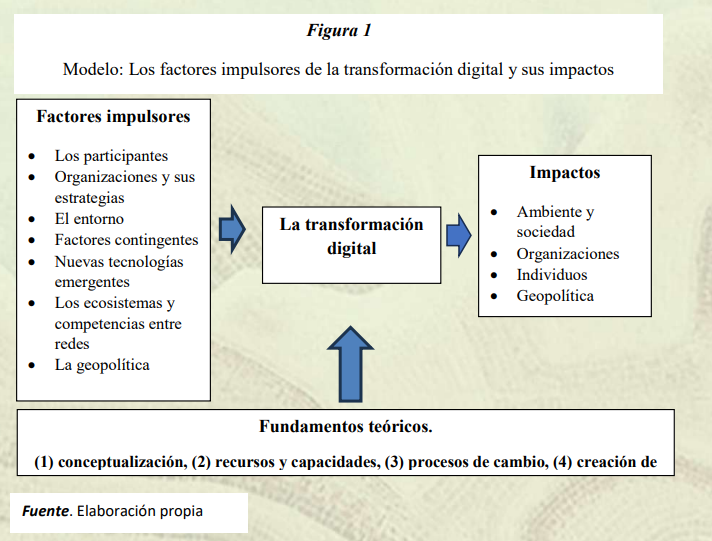 Figura 1
Modelo: Los factores impulsores de la transformación digital y sus impactos
Factores impulsores
• Los participantes
• Organizaciones y sus
estrategias
• El entorno
• Factores contingentes
• Nuevas tecnologías
emergentes
• Los ecosistemas y
competencias entre
redes
• La geopolítica
La transformación
digital
Impactos
• Ambiente y
sociedad
• Organizaciones
• Individuos
• Geopolítica
Fundamentos teóricos.
(1) conceptualización, (2) recursos y capacidades, (3) procesos de cambio, (4) creación de
Fuente. Elaboración propia